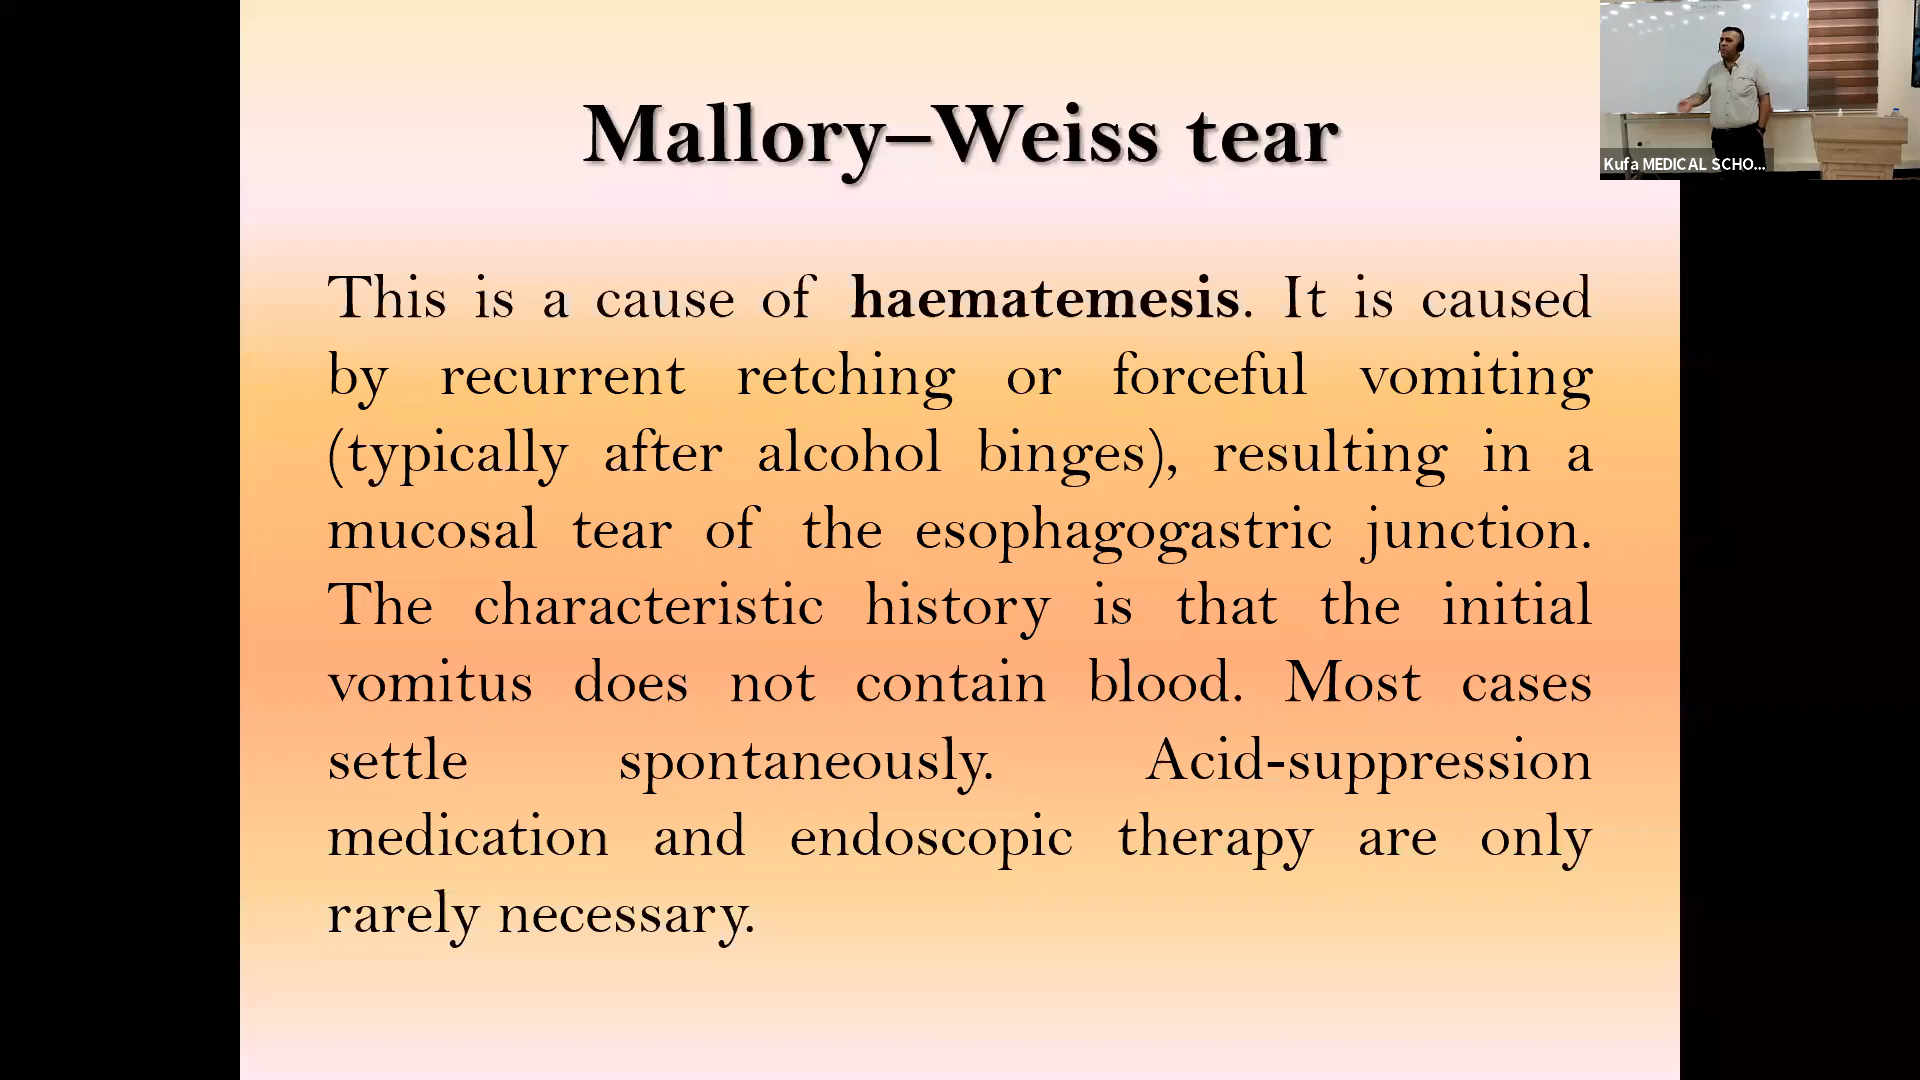 Mallory–Weiss tear
This is a cause of haematemesis. It is caused
by recurrent retching or forceful vomiting
(typically after alcohol binges), resulting in a
mucosal tear of the esophagogastric junction.
The characteristic history is that the initial
vomitus does not contain blood. Most cases
settle spontaneously. Acid-suppression
medication and endoscopic therapy are only
rarely necessary.
Kufa MEDICAL SCHO...